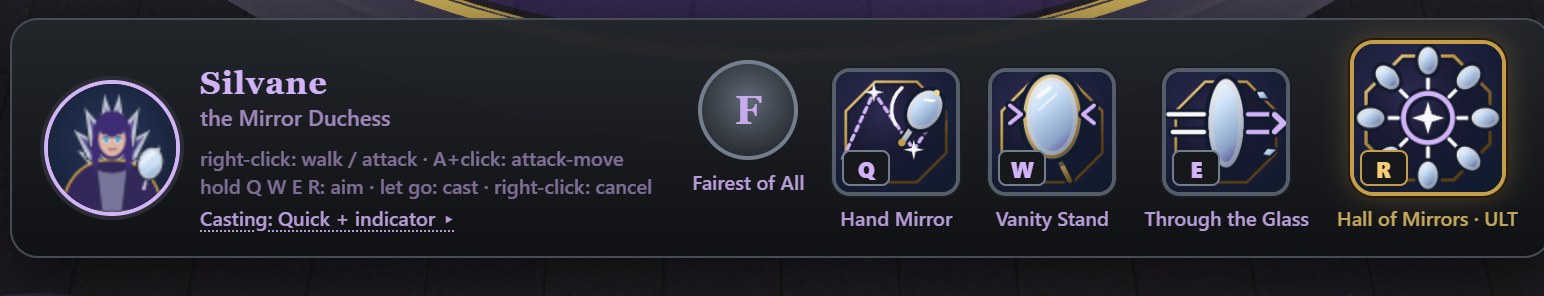 Silvane
the Mirror Duchess
right-click: walk / attack · A+click: attack-move
hold Q W E R: aim · let go: cast · right-click: cancel
Casting: Quick + indicator ▸
F
Fairest of All
Q
Hand Mirror
W
Vanity Stand
E
Through the Glass
R
Hall of Mirrors · ULT